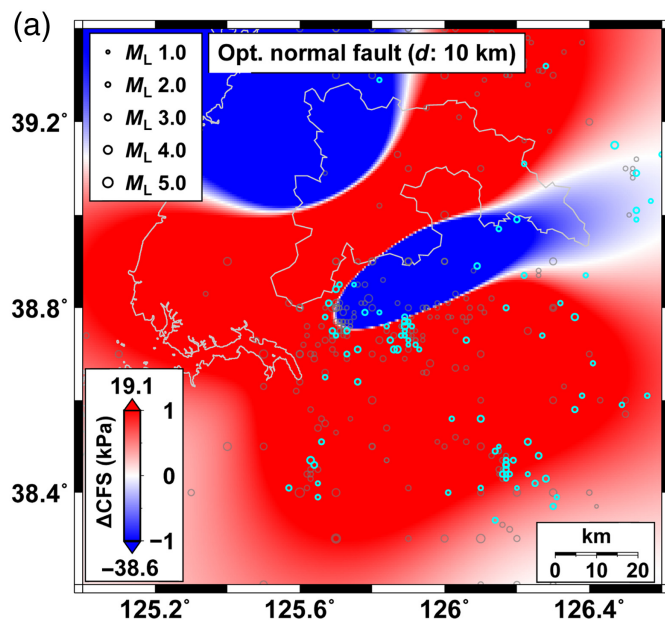 (a)
Opt. normal fault (d: 10 km)
ML 1.0
ML 2.0
ML 3.0
ML 4.0
ML 5.0
39.2˚
38.8˚
38.4˚
19.1
1
0
−1
−38.6
ΔCFS (kPa)
km
0 10 20
125.2˚ 125.6˚ 126˚ 126.4˚